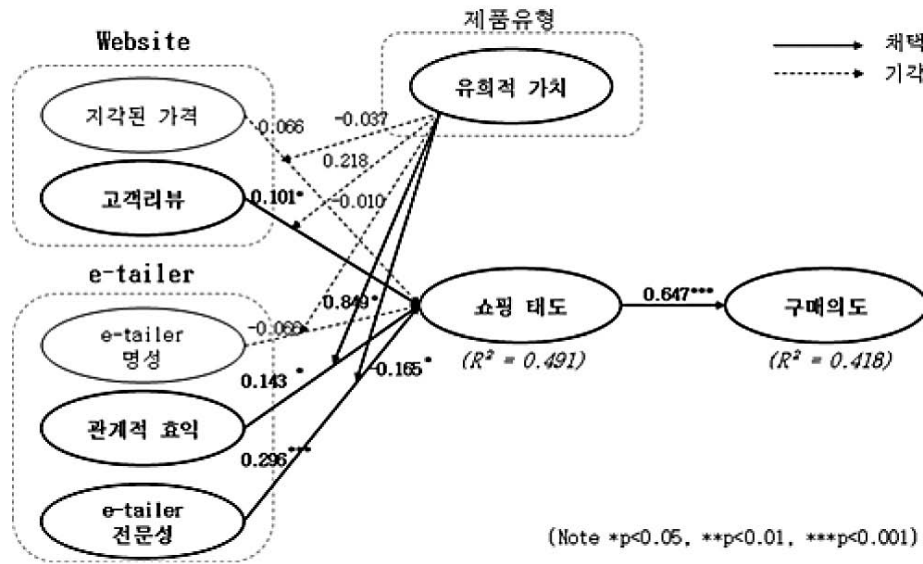 제품유형
Website
채택
기각
유희적 가치
지각된 가격
-0.066
-0.037
0.218
고객리뷰
0.101*
-0.010
e-tailer
쇼핑 태도
0.647***
구매의도
0.849*
e-tailer
명성
-0.066
(R² = 0.491)
(R² = 0.418)
-0.165*
0.143*
관계적 효익
0.296***
e-tailer
전문성
(Note *p<0.05, **p<0.01, ***p<0.001)